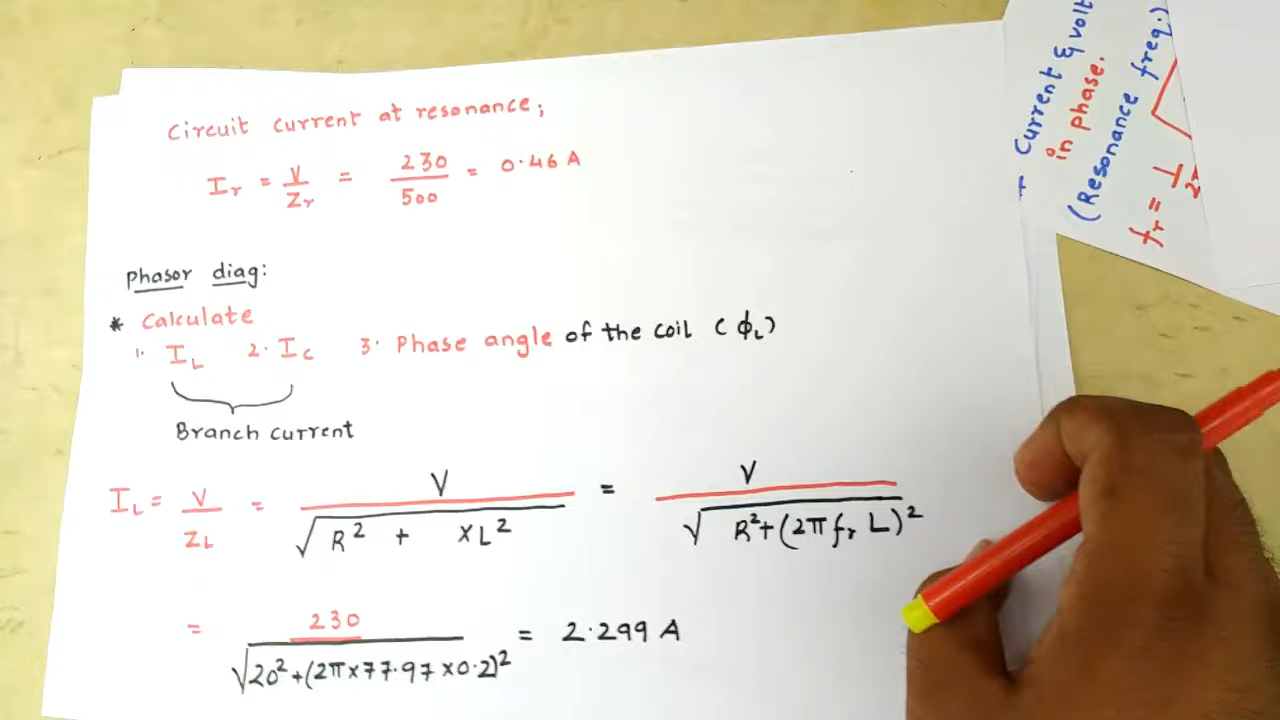 Circuit current at resonance;
Ir = V/Zr = 230/500 = 0.46 A
Phasor diag:
* Calculate
1. IL 2. IC 3. Phase angle of the coil (ϕL)
Branch current
IL = V/ZL = V/√(R² + XL²) = V/√(R²+(2πfr L)²)
= 230/√(20²+(2π×77.97×0.2)²) = 2.299 A
Current & volt
in phase.
(Resonance freq.)
fr = 1/2π